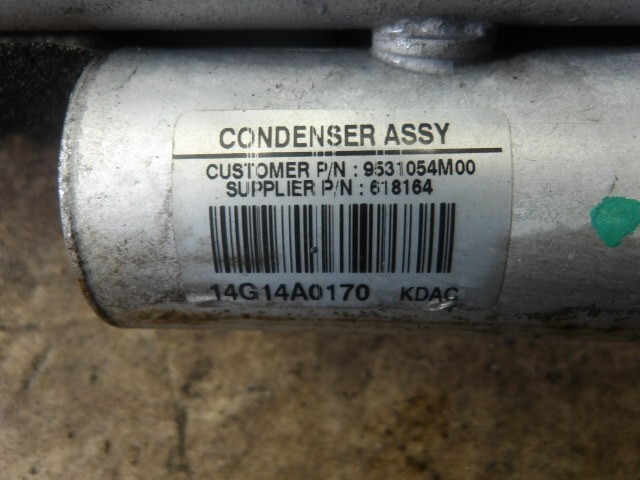 CONDENSER ASSY
CUSTOMER P/N : 9531054M00
SUPPLIER P/N : 618164
14G14A0170 KDAC